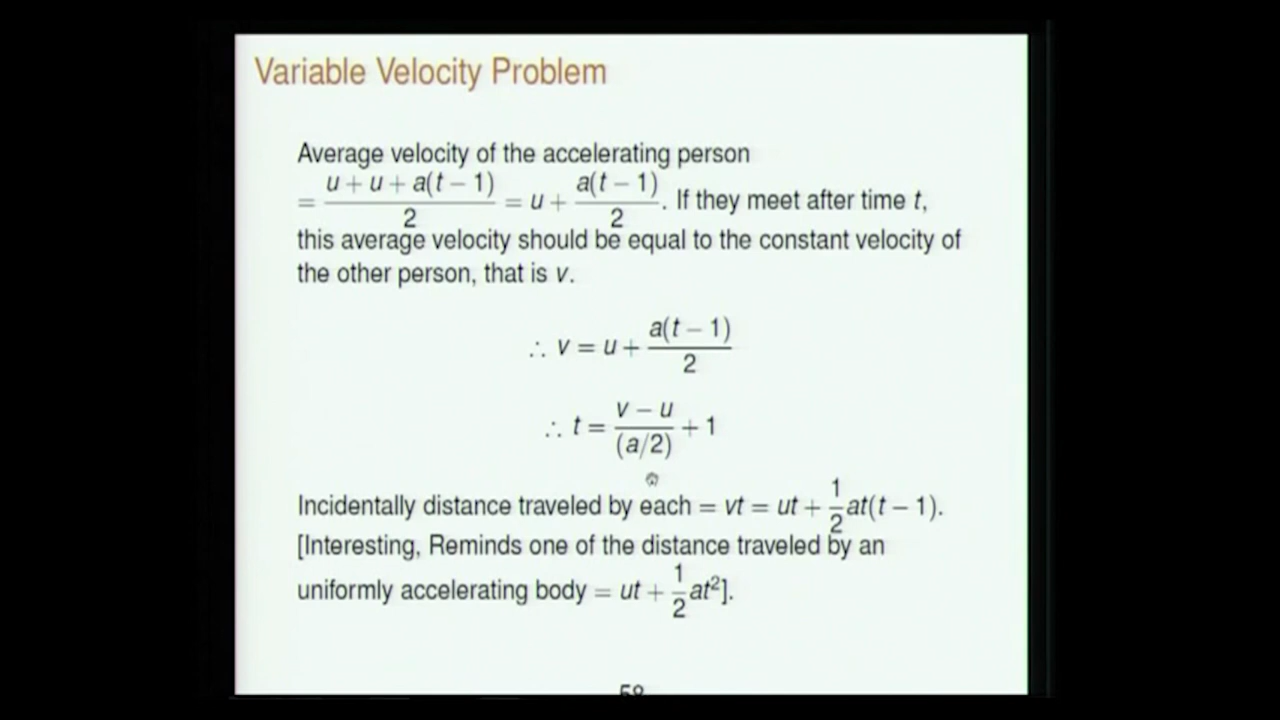 Variable Velocity Problem
Average velocity of the accelerating person
= (u + u + a(t − 1))/2 = u + a(t − 1)/2. If they meet after time t,
this average velocity should be equal to the constant velocity of
the other person, that is v.
∴ v = u + a(t − 1)/2
∴ t = (v − u)/(a/2) + 1
Incidentally distance traveled by each = vt = ut + 1/2 at(t − 1).
[Interesting, Reminds one of the distance traveled by an
uniformly accelerating body = ut + 1/2 at²].